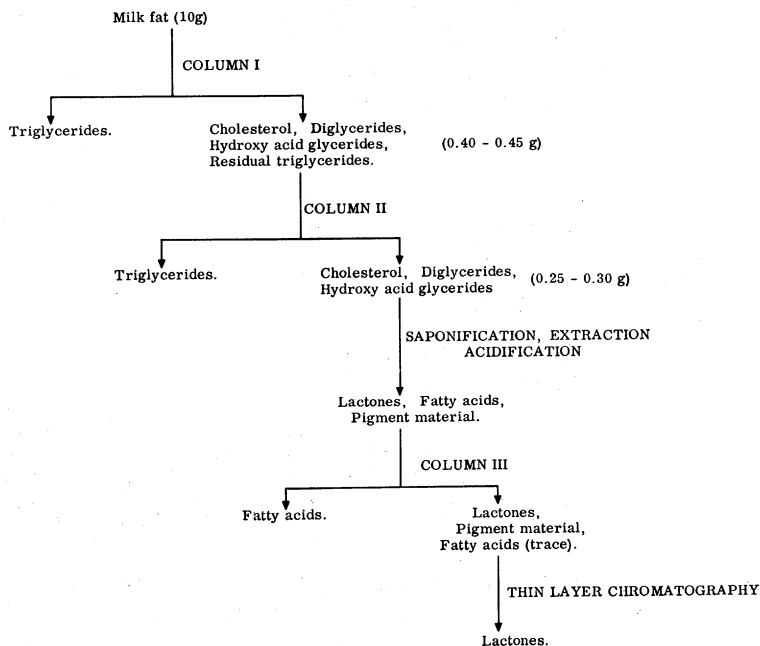 Milk fat (10g)
COLUMN I
Triglycerides.
Cholesterol, Diglycerides,
Hydroxy acid glycerides,
Residual triglycerides.
(0.40 - 0.45 g)
COLUMN II
Triglycerides.
Cholesterol, Diglycerides,
Hydroxy acid glycerides
(0.25 - 0.30 g)
SAPONIFICATION, EXTRACTION
ACIDIFICATION
Lactones, Fatty acids,
Pigment material.
COLUMN III
Fatty acids.
Lactones,
Pigment material,
Fatty acids (trace).
THIN LAYER CHROMATOGRAPHY
Lactones.